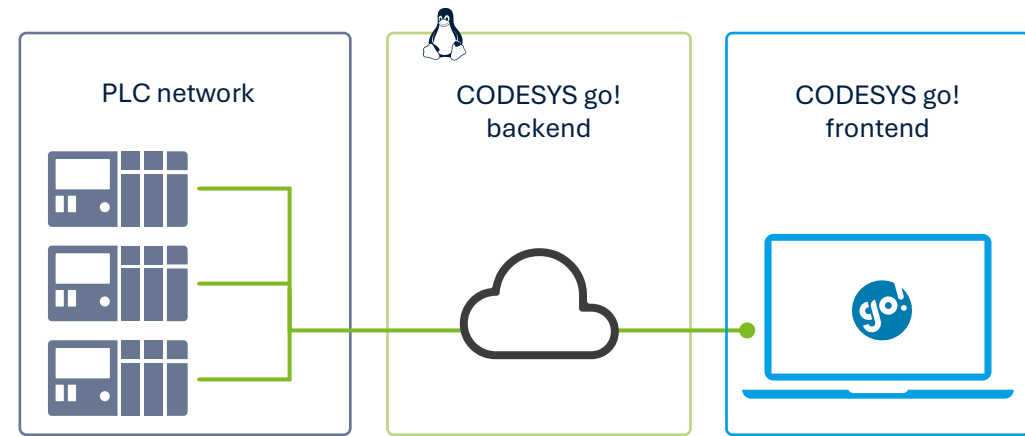 PLC network
CODESYS go!
backend
CODESYS go!
frontend
go!